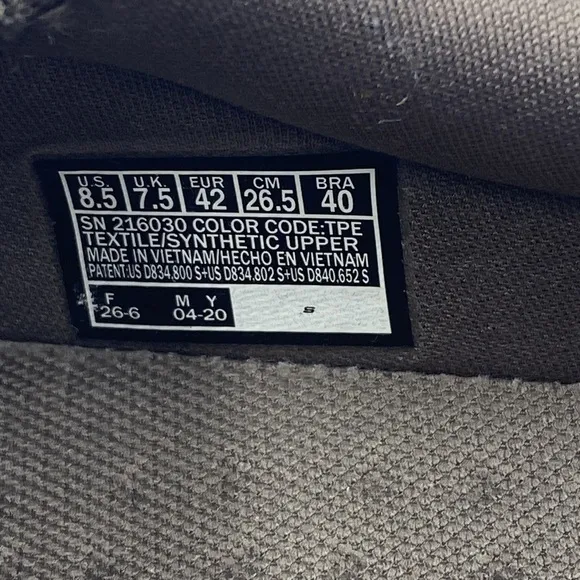 U.S. U.K. EUR CM BRA
8.5 7.5 42 26.5 40
SN 216030 COLOR CODE:TPE
TEXTILE/SYNTHETIC UPPER
MADE IN VIETNAM/HECHO EN VIETNAM
PATENT:US D834,800 S+US D834.802 S+US D840,652 S
F M Y
26-6 04-20 S